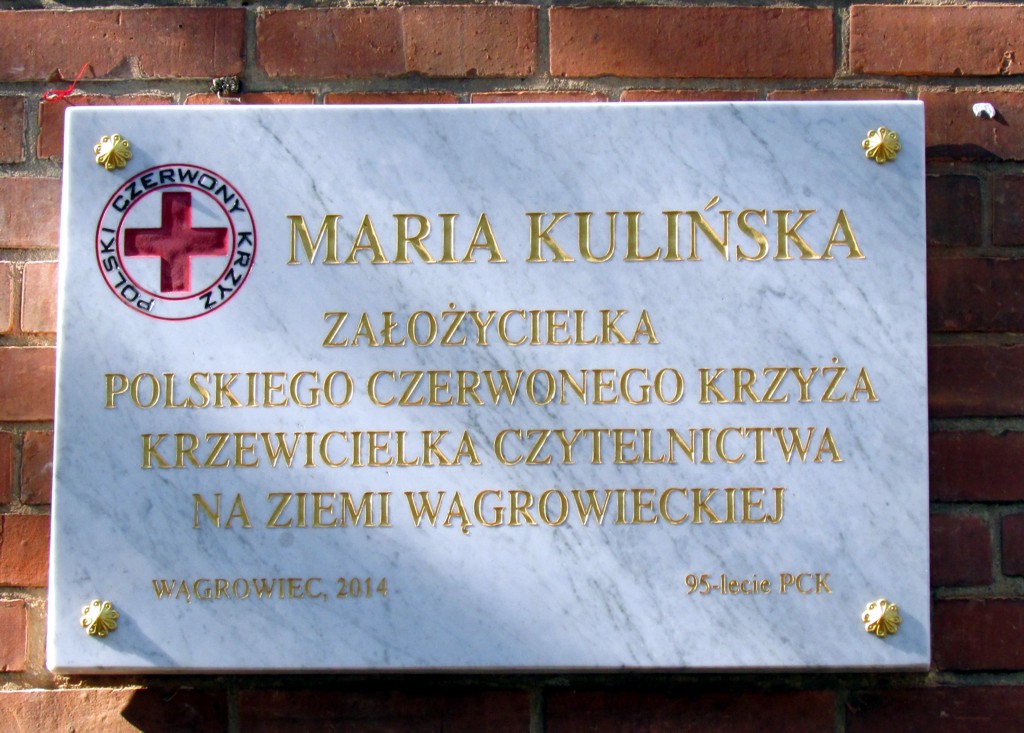 POLSKI CZERWONY KRZYŻ
MARIA KULIŃSKA
ZAŁOŻYCIELKA
POLSKIEGO CZERWONEGO KRZYŻA
KRZEWICIELKA CZYTELNICTWA
NA ZIEMI WĄGROWIECKIEJ
WĄGROWIEC, 2014
95-lecie PCK